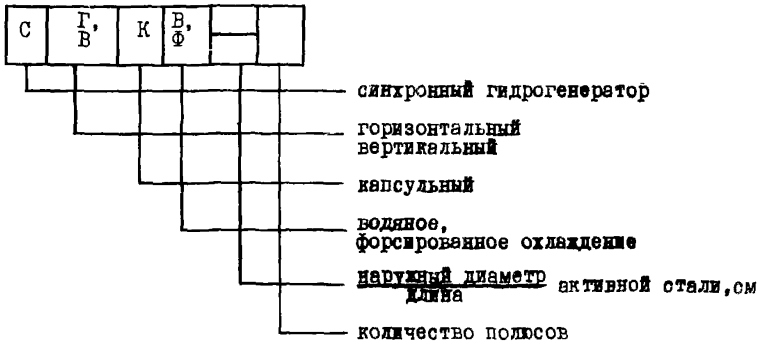 С Г, В К В, Ф
синхронный гидрогенератор
горизонтальный
вертикальный
капсульный
водяное,
форсированное охлаждение
наружный диаметр
длина
активной стали, см
количество полюсов